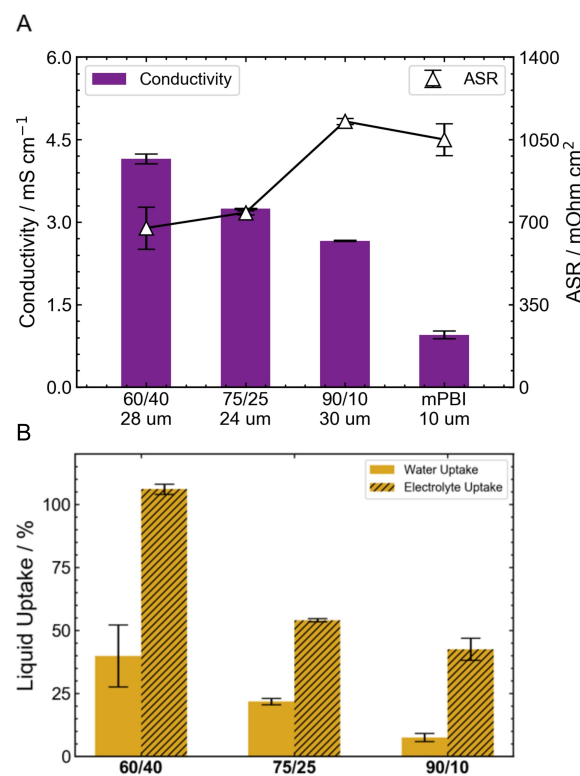 A
Conductivity
ASR
6.0
4.5
3.0
1.5
0.0
Conductivity / mS cm⁻¹
1400
1050
700
350
0
ASR / mOhm cm²
60/40
28 um
75/25
24 um
90/10
30 um
mPBI
10 um
B
Water Uptake
Electrolyte Uptake
100
75
50
25
0
Liquid Uptake / %
60/40
75/25
90/10